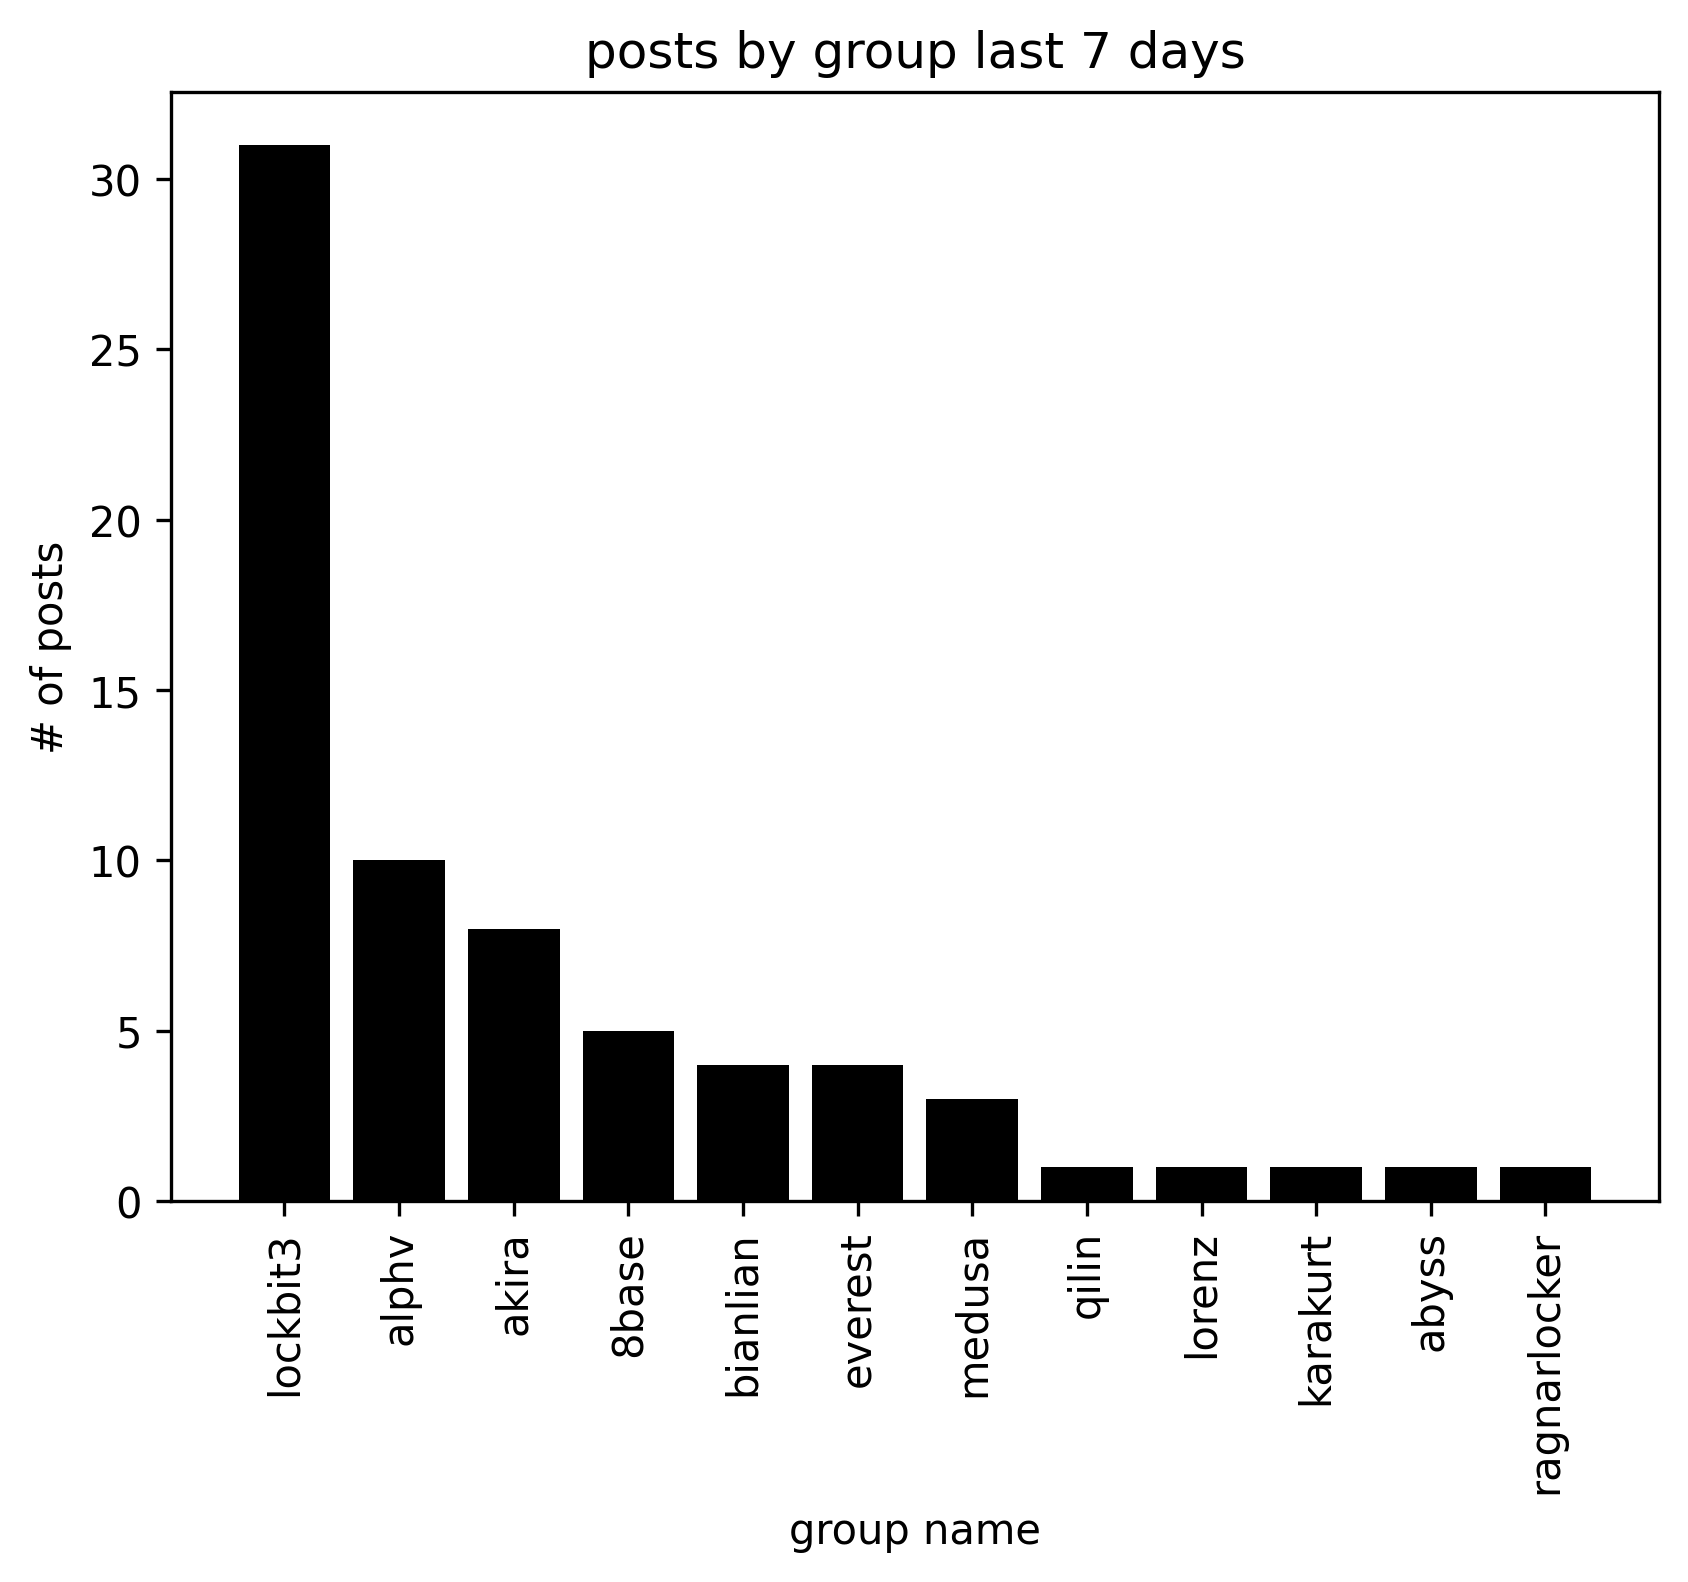 posts by group last 7 days
# of posts
30
25
20
15
10
5
0
lockbit3
alphv
akira
8base
bianlian
everest
medusa
qilin
lorenz
karakurt
abyss
ragnarlocker
group name